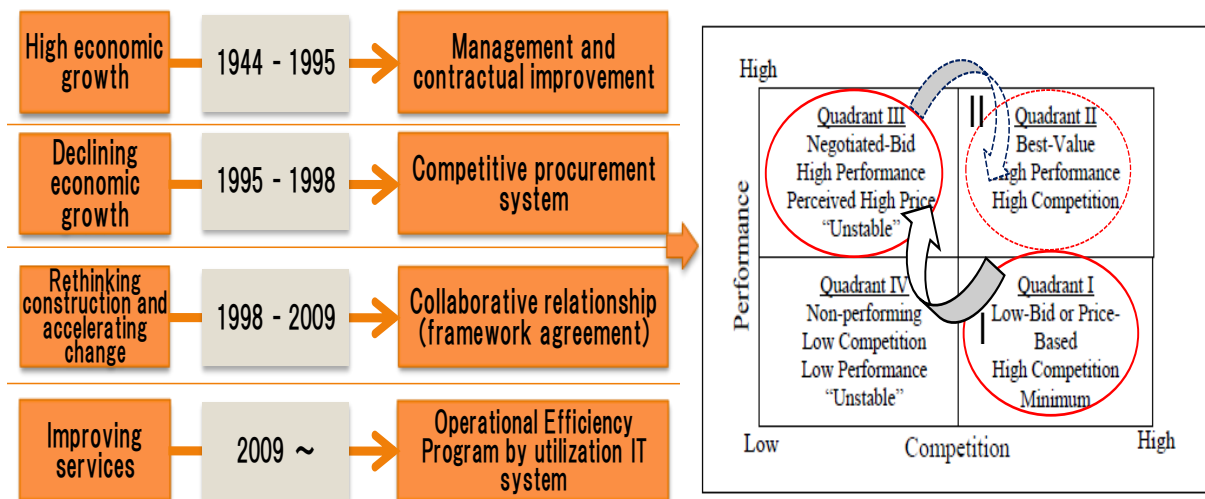 High economic
growth
1944 - 1995
Management and
contractual improvement
Declining
economic
growth
1995 - 1998
Competitive procurement
system
Rethinking
construction and
accelerating
change
1998 - 2009
Collaborative relationship
(framework agreement)
Improving
services
2009 ~
Operational Efficiency
Program by utilization IT
system
High
Performance
Quadrant III
Negotiated-Bid
High Performance
Perceived High Price
“Unstable”
II
Quadrant II
Best-Value
High Performance
High Competition
Quadrant IV
Non-performing
Low Competition
Low Performance
“Unstable”
I
Quadrant I
Low-Bid or Price-
Based
High Competition
Minimum
Low
Competition
High